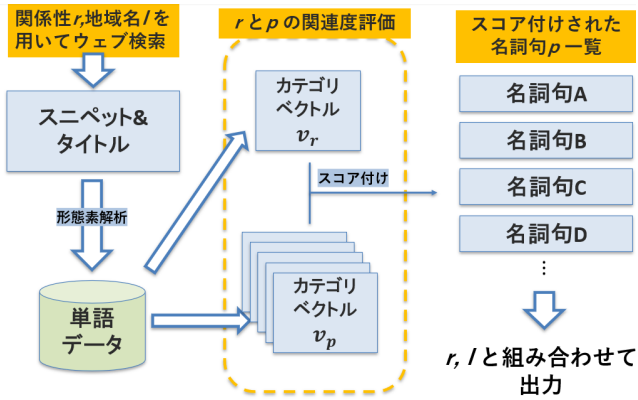 関係性r,地域名lを
用いてウェブ検索
スニペット&
タイトル
形態素解析
単語
データ
rとpの関連度評価
カテゴリ
ベクトル
v_r
スコア付け
カテゴリ
ベクトル
v_p
スコア付けされた
名詞句p一覧
名詞句A
名詞句B
名詞句C
名詞句D
⋮
r, lと組み合わせて
出力